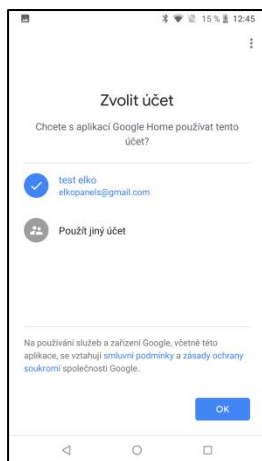 15 % 12:45
Zvolit účet
Chcete s aplikací Google Home používat tento
účet?
test elko
elkopanels@gmail.com
Použít jiný účet
Na používání služeb a zařízení Google, včetně této
aplikace, se vztahují smluvní podmínky a zásady ochrany
soukromí společnosti Google.
OK